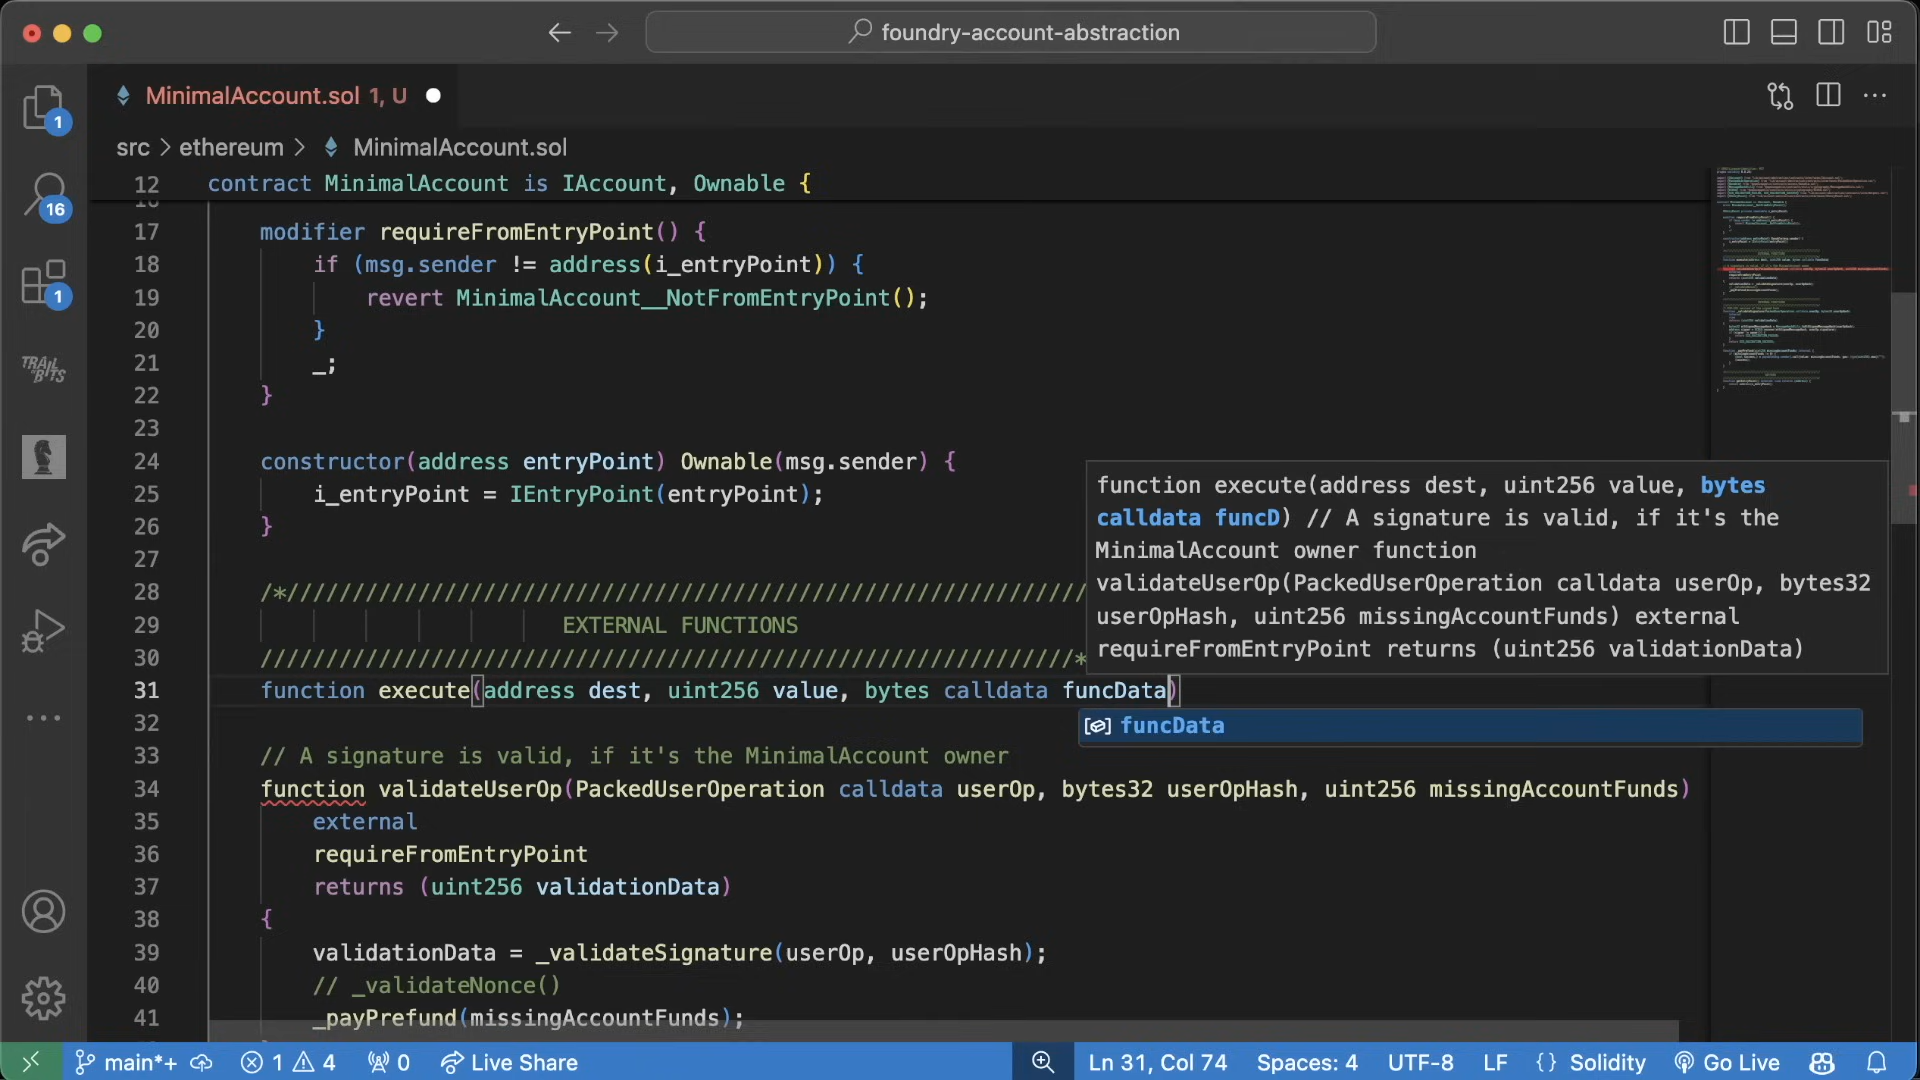 foundry-account-abstraction
MinimalAccount.sol 1, U
src > ethereum > MinimalAccount.sol
12 contract MinimalAccount is IAccount, Ownable {
17 modifier requireFromEntryPoint() {
18 if (msg.sender != address(i_entryPoint)) {
19 revert MinimalAccount__NotFromEntryPoint();
20 }
21 _;
22 }
23
24 constructor(address entryPoint) Ownable(msg.sender) {
25 i_entryPoint = IEntryPoint(entryPoint);
26 }
27
28 /*//////////////////////////////////////////////////////////////
29 EXTERNAL FUNCTIONS
30 //////////////////////////////////////////////////////////////*
31 function execute(address dest, uint256 value, bytes calldata funcData)
32
33 // A signature is valid, if it's the MinimalAccount owner
34 function validateUserOp(PackedUserOperation calldata userOp, bytes32 userOpHash, uint256 missingAccountFunds)
35 external
36 requireFromEntryPoint
37 returns (uint256 validationData)
38 {
39 validationData = _validateSignature(userOp, userOpHash);
40 // _validateNonce()
41 _payPrefund(missingAccountFunds);
function execute(address dest, uint256 value, bytes
calldata funcD) // A signature is valid, if it's the
MinimalAccount owner function
validateUserOp(PackedUserOperation calldata userOp, bytes32
userOpHash, uint256 missingAccountFunds) external
requireFromEntryPoint returns (uint256 validationData)
funcData
1
16
1
TRAIL OF BITS
main*+ 1 4 0 Live Share Ln 31, Col 74 Spaces: 4 UTF-8 LF {} Solidity Go Live